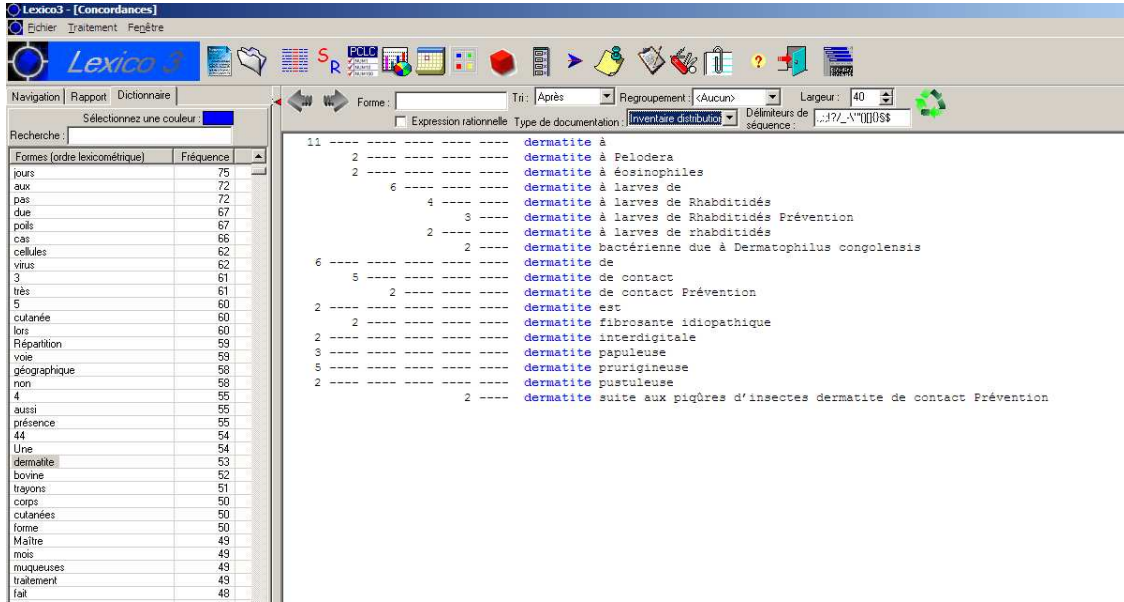 Lexico3 - [Concordances]
Fichier Traitement Fenêtre
Lexico 3
Navigation Rapport Dictionnaire
Sélectionnez une couleur :
Recherche :
Formes (ordre lexicométrique) Fréquence
jours 75
aux 72
pas 72
due 67
poils 67
cas 66
cellules 62
virus 62
3 61
très 61
5 60
cutanée 60
lors 60
Répartition 59
voie 59
géographique 58
non 58
4 55
aussi 55
présence 55
44 54
Une 54
dermatite 53
bovine 52
trayons 51
corps 50
cutanées 50
forme 50
Maître 49
mois 49
muqueuses 49
traitement 49
fait 48
Forme : Tri : Après Regroupement : <Aucun> Largeur : 40
Expression rationnelle Type de documentation : Inventaire distribution Délimiteurs de séquence :
11 ---- ---- ---- ---- ---- dermatite à
2 ---- ---- ---- ---- dermatite à Pelodera
2 ---- ---- ---- ---- dermatite à éosinophiles
6 ---- ---- ---- dermatite à larves de
4 ---- ---- dermatite à larves de Rhabditidés
3 ---- dermatite à larves de Rhabditidés Prévention
2 ---- ---- dermatite à larves de rhabditidés
2 ---- dermatite bactérienne due à Dermatophilus congolensis
6 ---- ---- ---- ---- ---- dermatite de
5 ---- ---- ---- ---- dermatite de contact
2 ---- ---- ---- dermatite de contact Prévention
2 ---- ---- ---- ---- ---- dermatite est
2 ---- ---- ---- ---- dermatite fibrosante idiopathique
2 ---- ---- ---- ---- ---- dermatite interdigitale
3 ---- ---- ---- ---- ---- dermatite papuleuse
5 ---- ---- ---- ---- ---- dermatite prurigineuse
2 ---- ---- ---- ---- ---- dermatite pustuleuse
2 ---- dermatite suite aux piqûres d'insectes dermatite de contact Prévention